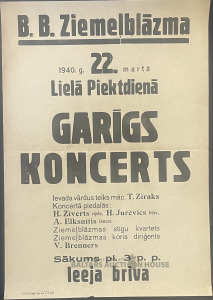 B. B. Ziemeļblāzma
1940. g. 22. martā
Lielā Piektdienā
GARĪGS
KONCERTS
Ievada vārdus teiks māc. T. Ziraks
Koncertā piedalās:
H. Zīverts vijole, H. Jurēvics klav.,
A. Elksnītis tenors
Ziemeļblāzmas stīgu kvartets
Ziemeļblāzmas koris diriģents
V. Brenners
Sākums pl. 3 p. p.
Ieeja brīva